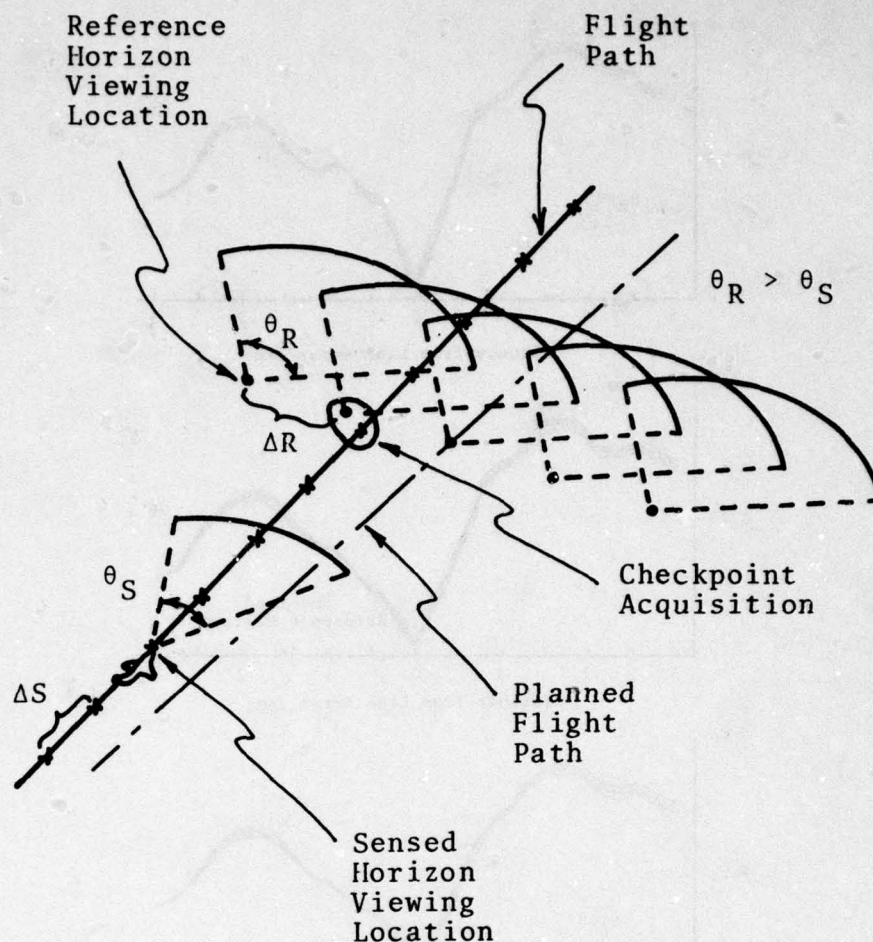 Reference
Horizon
Viewing
Location
Flight
Path
θR > θS
θR
ΔR
θS
Checkpoint
Acquisition
ΔS
Planned
Flight
Path
Sensed
Horizon
Viewing
Location